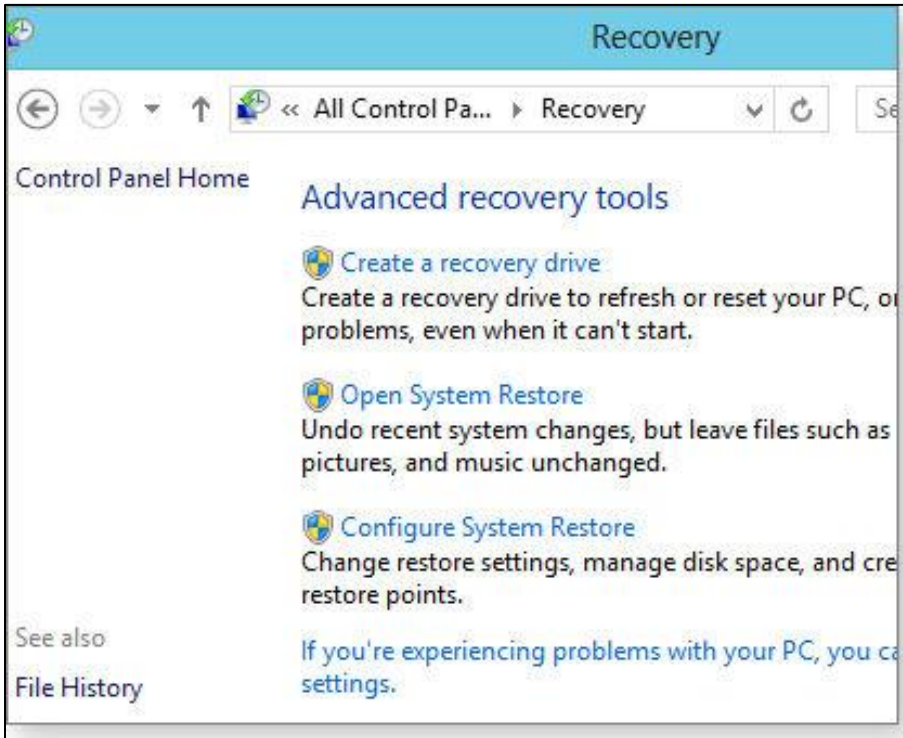 Recovery
« All Control Pa... Recovery
Control Panel Home
Advanced recovery tools
Create a recovery drive
Create a recovery drive to refresh or reset your PC,
problems, even when it can't start.
Open System Restore
Undo recent system changes, but leave files such as
pictures, and music unchanged.
Configure System Restore
Change restore settings, manage disk space, and
restore points.
If you're experiencing problems with your PC, you
settings.
See also
File History